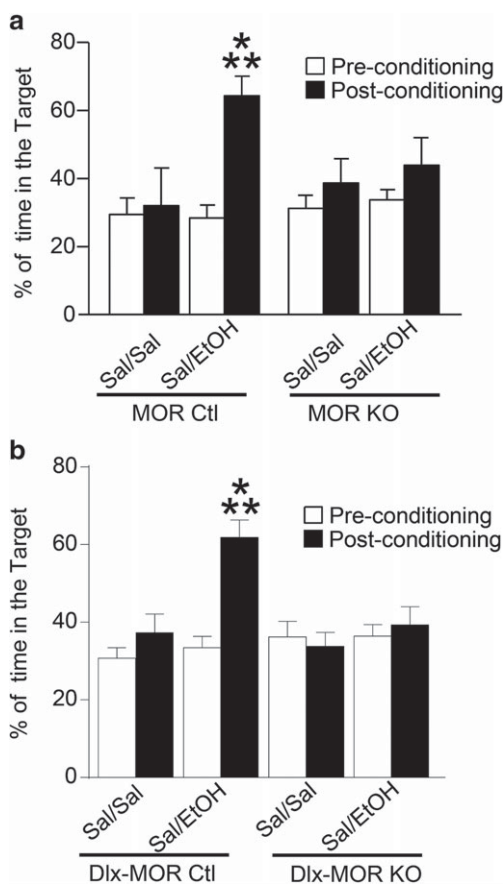 a
80
60
40
20
0
% of time in the Target
*
**
Pre-conditioning
Post-conditioning
Sal/Sal
Sal/EtOH
Sal/Sal
Sal/EtOH
MOR Ctl
MOR KO
b
80
60
40
20
0
% of time in the Target
*
**
Pre-conditioning
Post-conditioning
Sal/Sal
Sal/EtOH
Sal/Sal
Sal/EtOH
Dlx-MOR Ctl
Dlx-MOR KO